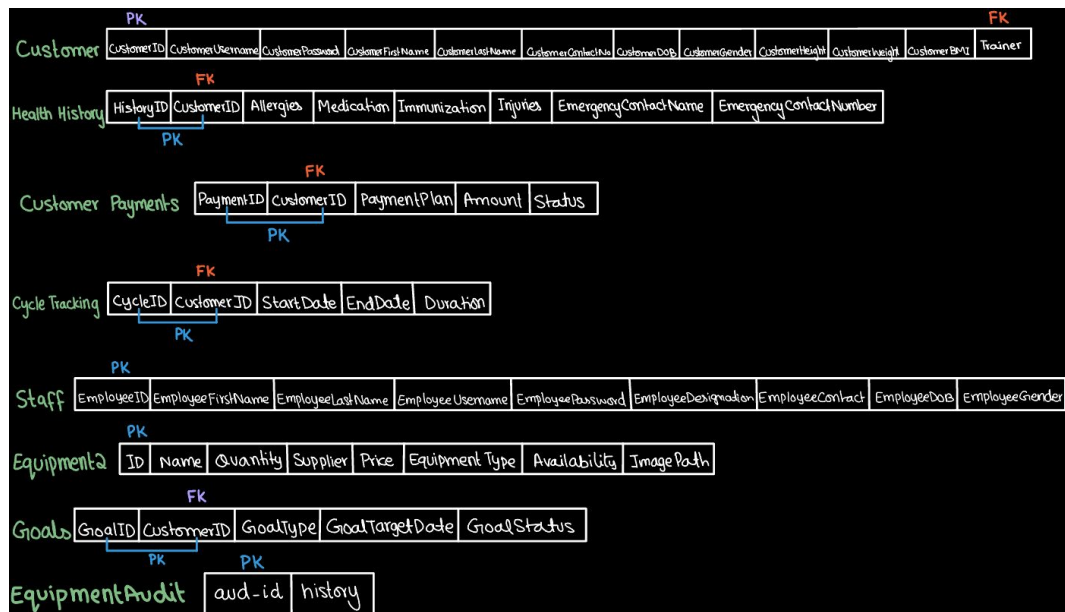 PK FK
Customer CustomerID CustomerUsername CustomerPassword CustomerFirstName CustomerLastName CustomerContactNo CustomerDOB CustomerGender CustomerHeight CustomerWeight CustomerBMI Trainer
FK
Health History HistoryID CustomerID Allergies Medication Immunization Injuries EmergencyContactName EmergencyContactNumber
PK
FK
Customer Payments PaymentID CustomerID PaymentPlan Amount Status
PK
FK
Cycle Tracking CycleID CustomerID StartDate EndDate Duration
PK
PK
Staff EmployeeID EmployeeFirstName EmployeeLastName EmployeeUsername EmployeePassword EmployeeDesignation EmployeeContact EmployeeDOB EmployeeGender
PK
Equipment2 ID Name Quantity Supplier Price Equipment Type Availability ImagePath
FK
Goals GoalID CustomerID GoalType GoalTargetDate GoalStatus
PK
PK
EquipmentAudit aud-id history